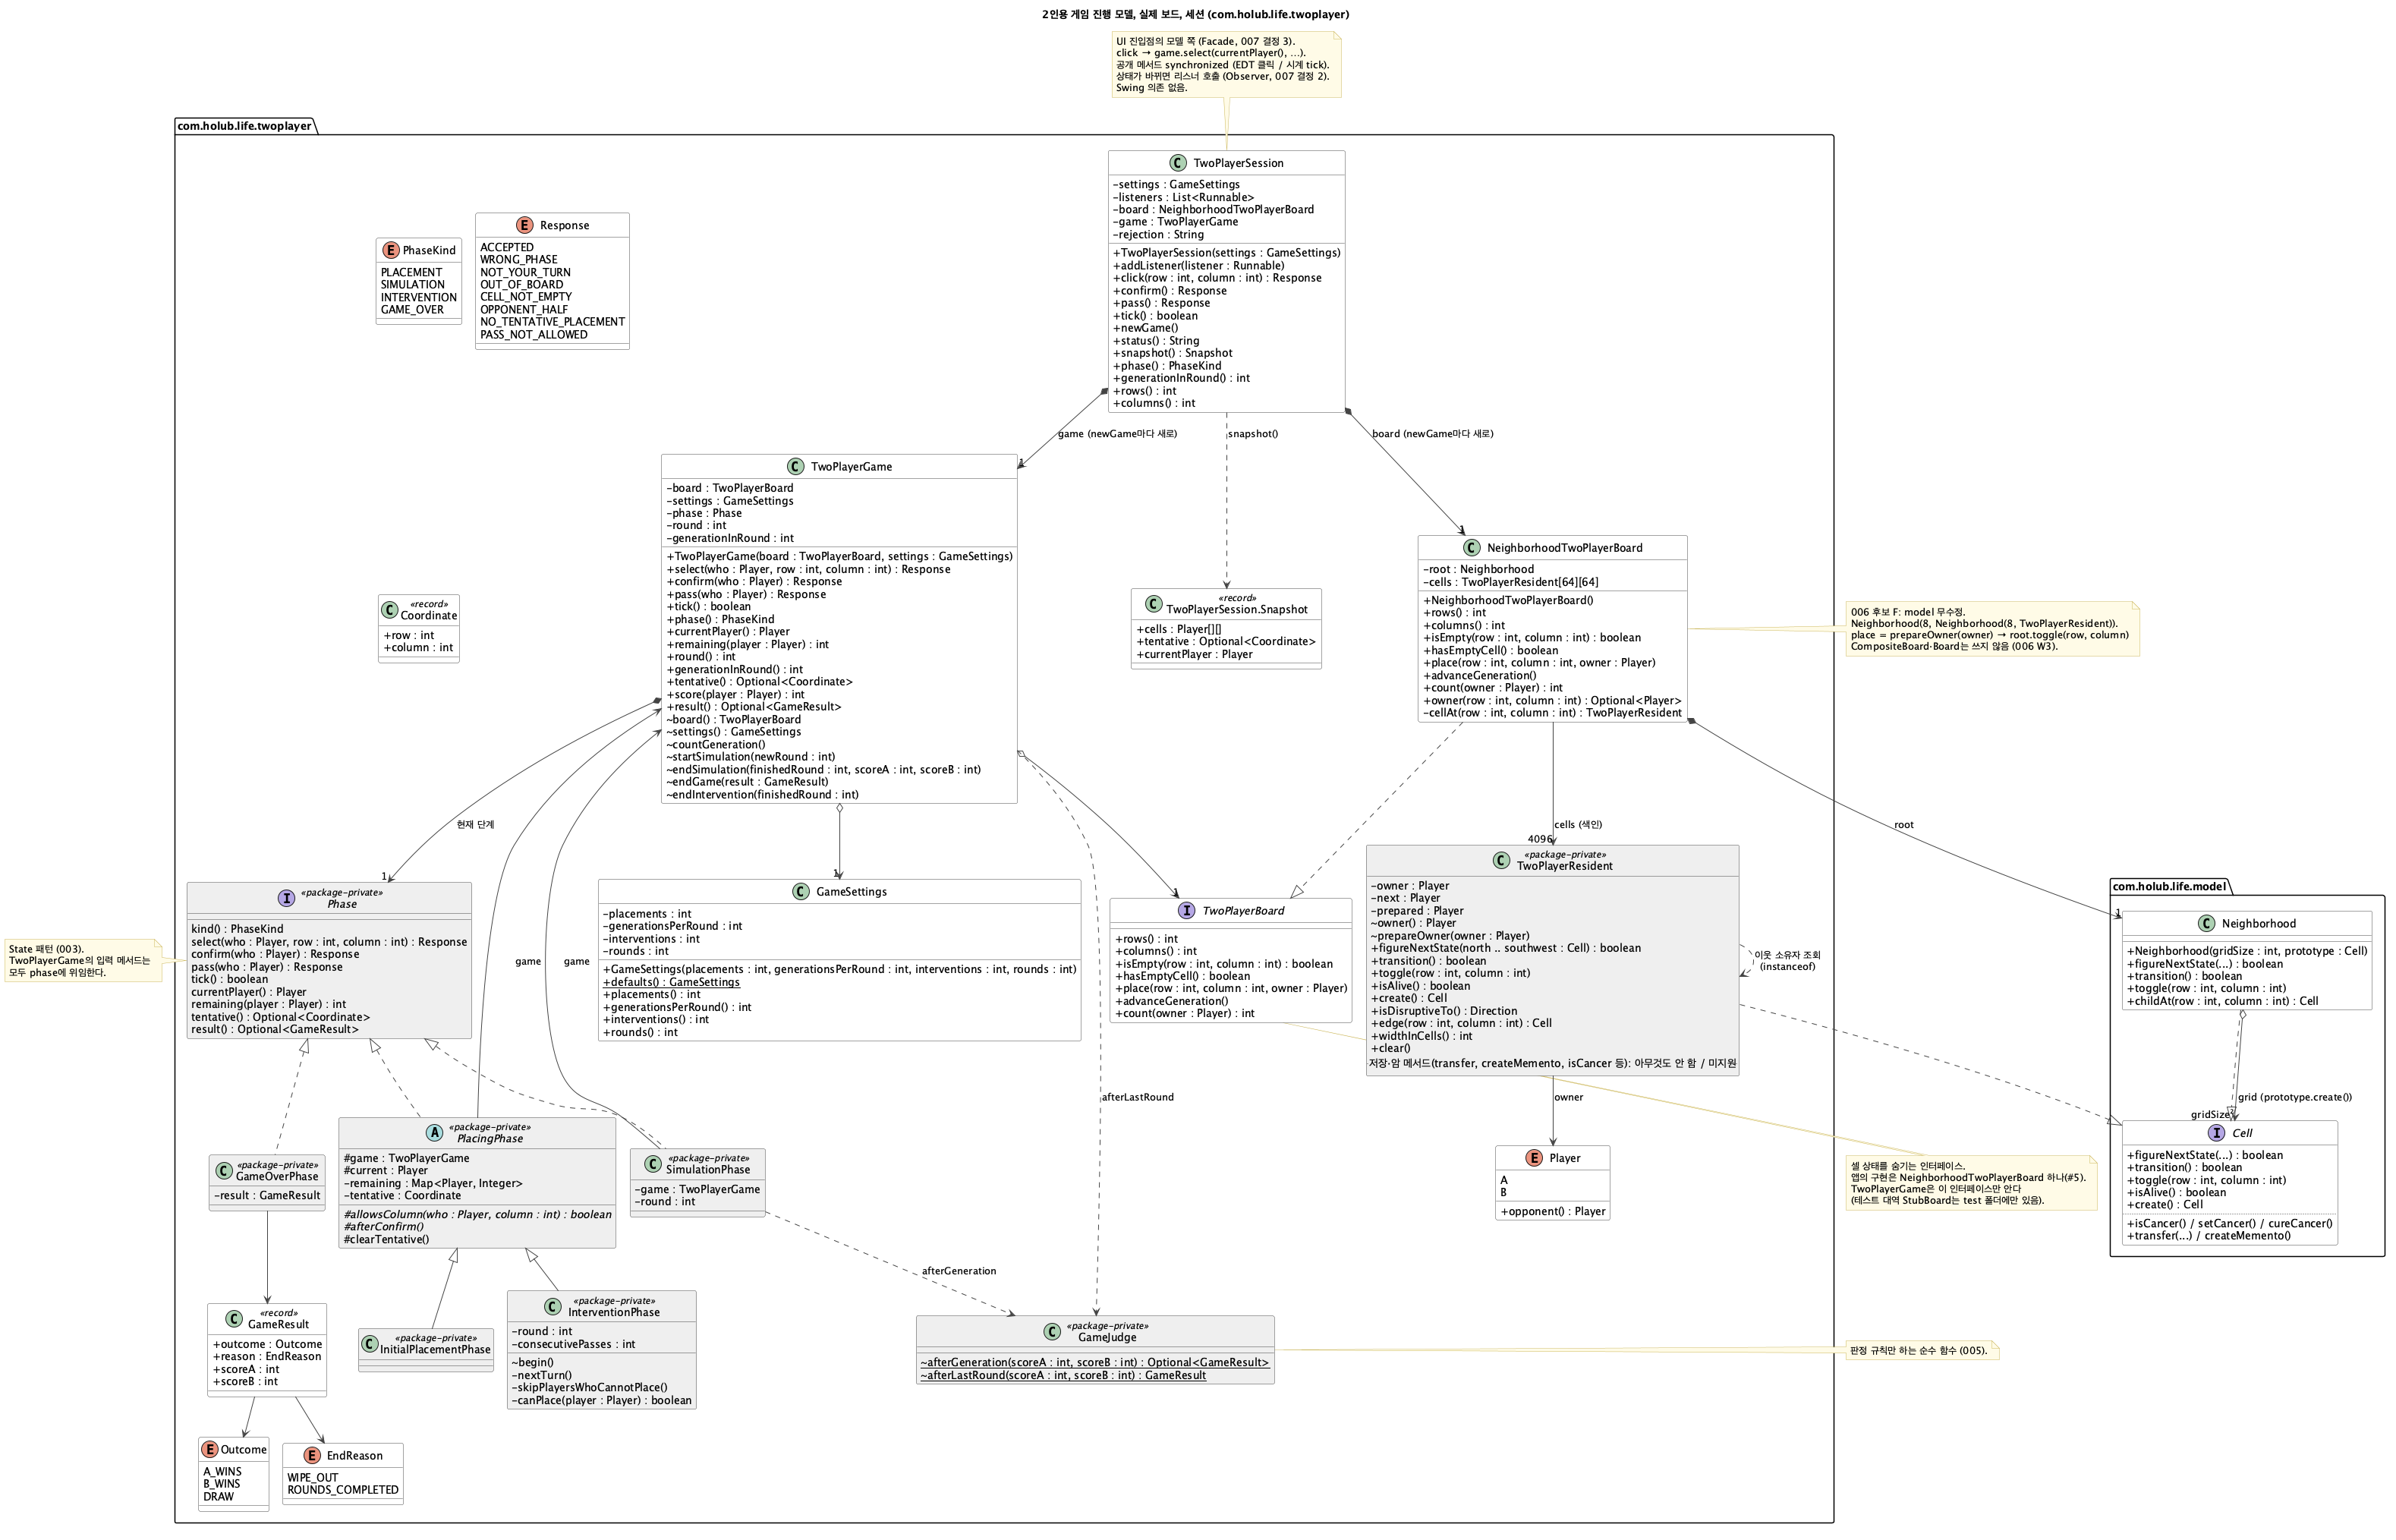 2인용 게임 진행 모델, 실제 보드, 세션 (com.holub.life.twoplayer)
UI 진입점의 모델 쪽 (Facade, 007 결정 3).
click → game.select(currentPlayer(), ...).
공개 메서드 synchronized (EDT 클릭 / 시계 tick).
상태가 바뀌면 리스너 호출 (Observer, 007 결정 2).
Swing 의존 없음.
com.holub.life.twoplayer
C TwoPlayerSession
-settings : GameSettings
-listeners : List<Runnable>
-board : NeighborhoodTwoPlayerBoard
-game : TwoPlayerGame
-rejection : String
+TwoPlayerSession(settings : GameSettings)
+addListener(listener : Runnable)
+click(row : int, column : int) : Response
+confirm() : Response
+pass() : Response
+tick() : boolean
+newGame()
+status() : String
+snapshot() : Snapshot
+phase() : PhaseKind
+generationInRound() : int
+rows() : int
+columns() : int
E PhaseKind
PLACEMENT
SIMULATION
INTERVENTION
GAME_OVER
E Response
ACCEPTED
WRONG_PHASE
NOT_YOUR_TURN
OUT_OF_BOARD
CELL_NOT_EMPTY
OPPONENT_HALF
NO_TENTATIVE_PLACEMENT
PASS_NOT_ALLOWED
game (newGame마다 새로)
snapshot()
board (newGame마다 새로)
1
1
C TwoPlayerGame
-board : TwoPlayerBoard
-settings : GameSettings
-phase : Phase
-round : int
-generationInRound : int
+TwoPlayerGame(board : TwoPlayerBoard, settings : GameSettings)
+select(who : Player, row : int, column : int) : Response
+confirm(who : Player) : Response
+pass(who : Player) : Response
+tick() : boolean
+phase() : PhaseKind
+currentPlayer() : Player
+remaining(player : Player) : int
+round() : int
+generationInRound() : int
+tentative() : Optional<Coordinate>
+score(player : Player) : int
+result() : Optional<GameResult>
~board() : TwoPlayerBoard
~settings() : GameSettings
~countGeneration()
~startSimulation(newRound : int)
~endSimulation(finishedRound : int, scoreA : int, scoreB : int)
~endGame(result : GameResult)
~endIntervention(finishedRound : int)
C «record»
Coordinate
+row : int
+column : int
C «record»
TwoPlayerSession.Snapshot
+cells : Player[][]
+tentative : Optional<Coordinate>
+currentPlayer : Player
C NeighborhoodTwoPlayerBoard
-root : Neighborhood
-cells : TwoPlayerResident[64][64]
+NeighborhoodTwoPlayerBoard()
+rows() : int
+columns() : int
+isEmpty(row : int, column : int) : boolean
+hasEmptyCell() : boolean
+place(row : int, column : int, owner : Player)
+advanceGeneration()
+count(owner : Player) : int
+owner(row : int, column : int) : Optional<Player>
-cellAt(row : int, column : int) : TwoPlayerResident
006 후보 F: model 무수정.
Neighborhood(8, Neighborhood(8, TwoPlayerResident)).
place = prepareOwner(owner) → root.toggle(row, column)
CompositeBoard·Board는 쓰지 않음 (006 W3).
현재 단계
game
game
cells (색인)
4096
root
1
1
1
1
C «package-private»
TwoPlayerResident
-owner : Player
-next : Player
-prepared : Player
~owner() : Player
~prepareOwner(owner : Player)
+figureNextState(north .. southwest : Cell) : boolean
+transition() : boolean
+toggle(row : int, column : int)
+isAlive() : boolean
+create() : Cell
+isDisruptiveTo() : Direction
+edge(row : int, column : int) : Cell
+widthInCells() : int
+clear()
저장·암 메서드(transfer, createMemento, isCancer 등): 아무것도 안 함 / 미지원
이웃 소유자 조회
(instanceof)
I «package-private»
Phase
kind() : PhaseKind
select(who : Player, row : int, column : int) : Response
confirm(who : Player) : Response
pass(who : Player) : Response
tick() : boolean
currentPlayer() : Player
remaining(player : Player) : int
tentative() : Optional<Coordinate>
result() : Optional<GameResult>
State 패턴 (003).
TwoPlayerGame의 입력 메서드는
모두 phase에 위임한다.
C GameSettings
-placements : int
-generationsPerRound : int
-interventions : int
-rounds : int
+GameSettings(placements : int, generationsPerRound : int, interventions : int, rounds : int)
+defaults() : GameSettings
+placements() : int
+generationsPerRound() : int
+interventions() : int
+rounds() : int
I TwoPlayerBoard
+rows() : int
+columns() : int
+isEmpty(row : int, column : int) : boolean
+hasEmptyCell() : boolean
+place(row : int, column : int, owner : Player)
+advanceGeneration()
+count(owner : Player) : int
com.holub.life.model
C Neighborhood
+Neighborhood(gridSize : int, prototype : Cell)
+figureNextState(...) : boolean
+transition() : boolean
+toggle(row : int, column : int)
+childAt(row : int, column : int) : Cell
grid (prototype.create())
I Cell
+figureNextState(...) : boolean
+transition() : boolean
+toggle(row : int, column : int)
+isAlive() : boolean
+create() : Cell
+isCancer() / setCancer() / cureCancer()
+transfer(...) / createMemento()
afterLastRound
owner
A «package-private»
PlacingPhase
#game : TwoPlayerGame
#current : Player
-remaining : Map<Player, Integer>
-tentative : Coordinate
#allowsColumn(who : Player, column : int) : boolean
#afterConfirm()
#clearTentative()
C «package-private»
GameOverPhase
-result : GameResult
C «package-private»
SimulationPhase
-game : TwoPlayerGame
-round : int
E Player
A
B
+opponent() : Player
셀 상태를 숨기는 인터페이스.
맵의 구현은 NeighborhoodTwoPlayerBoard 하나(#5).
TwoPlayerGame은 이 인터페이스만 안다
(테스트 대역 StubBoard는 test 폴더에만 있음).
afterGeneration
C «record»
GameResult
+outcome : Outcome
+reason : EndReason
+scoreA : int
+scoreB : int
C «package-private»
InitialPlacementPhase
C «package-private»
InterventionPhase
-round : int
-consecutivePasses : int
~begin()
-nextTurn()
-skipPlayersWhoCannotPlace()
-canPlace(player : Player) : boolean
C «package-private»
GameJudge
~afterGeneration(scoreA : int, scoreB : int) : Optional<GameResult>
~afterLastRound(scoreA : int, scoreB : int) : GameResult
판정 규칙만 하는 순수 함수 (005).
E Outcome
A_WINS
B_WINS
DRAW
E EndReason
WIPE_OUT
ROUNDS_COMPLETED